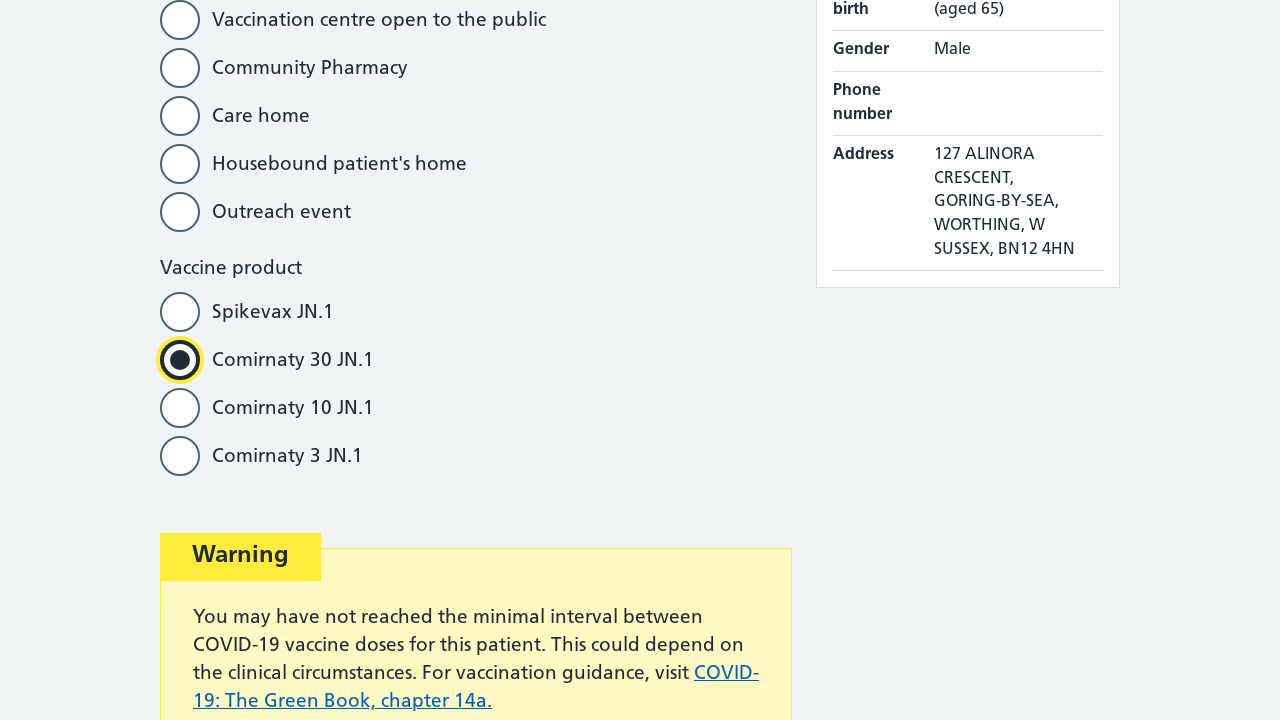 Vaccination centre open to the public
Community Pharmacy
Care home
Housebound patient's home
Outreach event
Vaccine product
Spikevax JN.1
Comirnaty 30 JN.1
Comirnaty 10 JN.1
Comirnaty 3 JN.1
Warning
You may have not reached the minimal interval between
COVID-19 vaccine doses for this patient. This could depend on
the clinical circumstances. For vaccination guidance, visit COVID-
19: The Green Book, chapter 14a.
birth (aged 65)
Gender Male
Phone
number
Address 127 ALINORA
CRESCENT,
GORING-BY-SEA,
WORTHING, W
SUSSEX, BN12 4HN